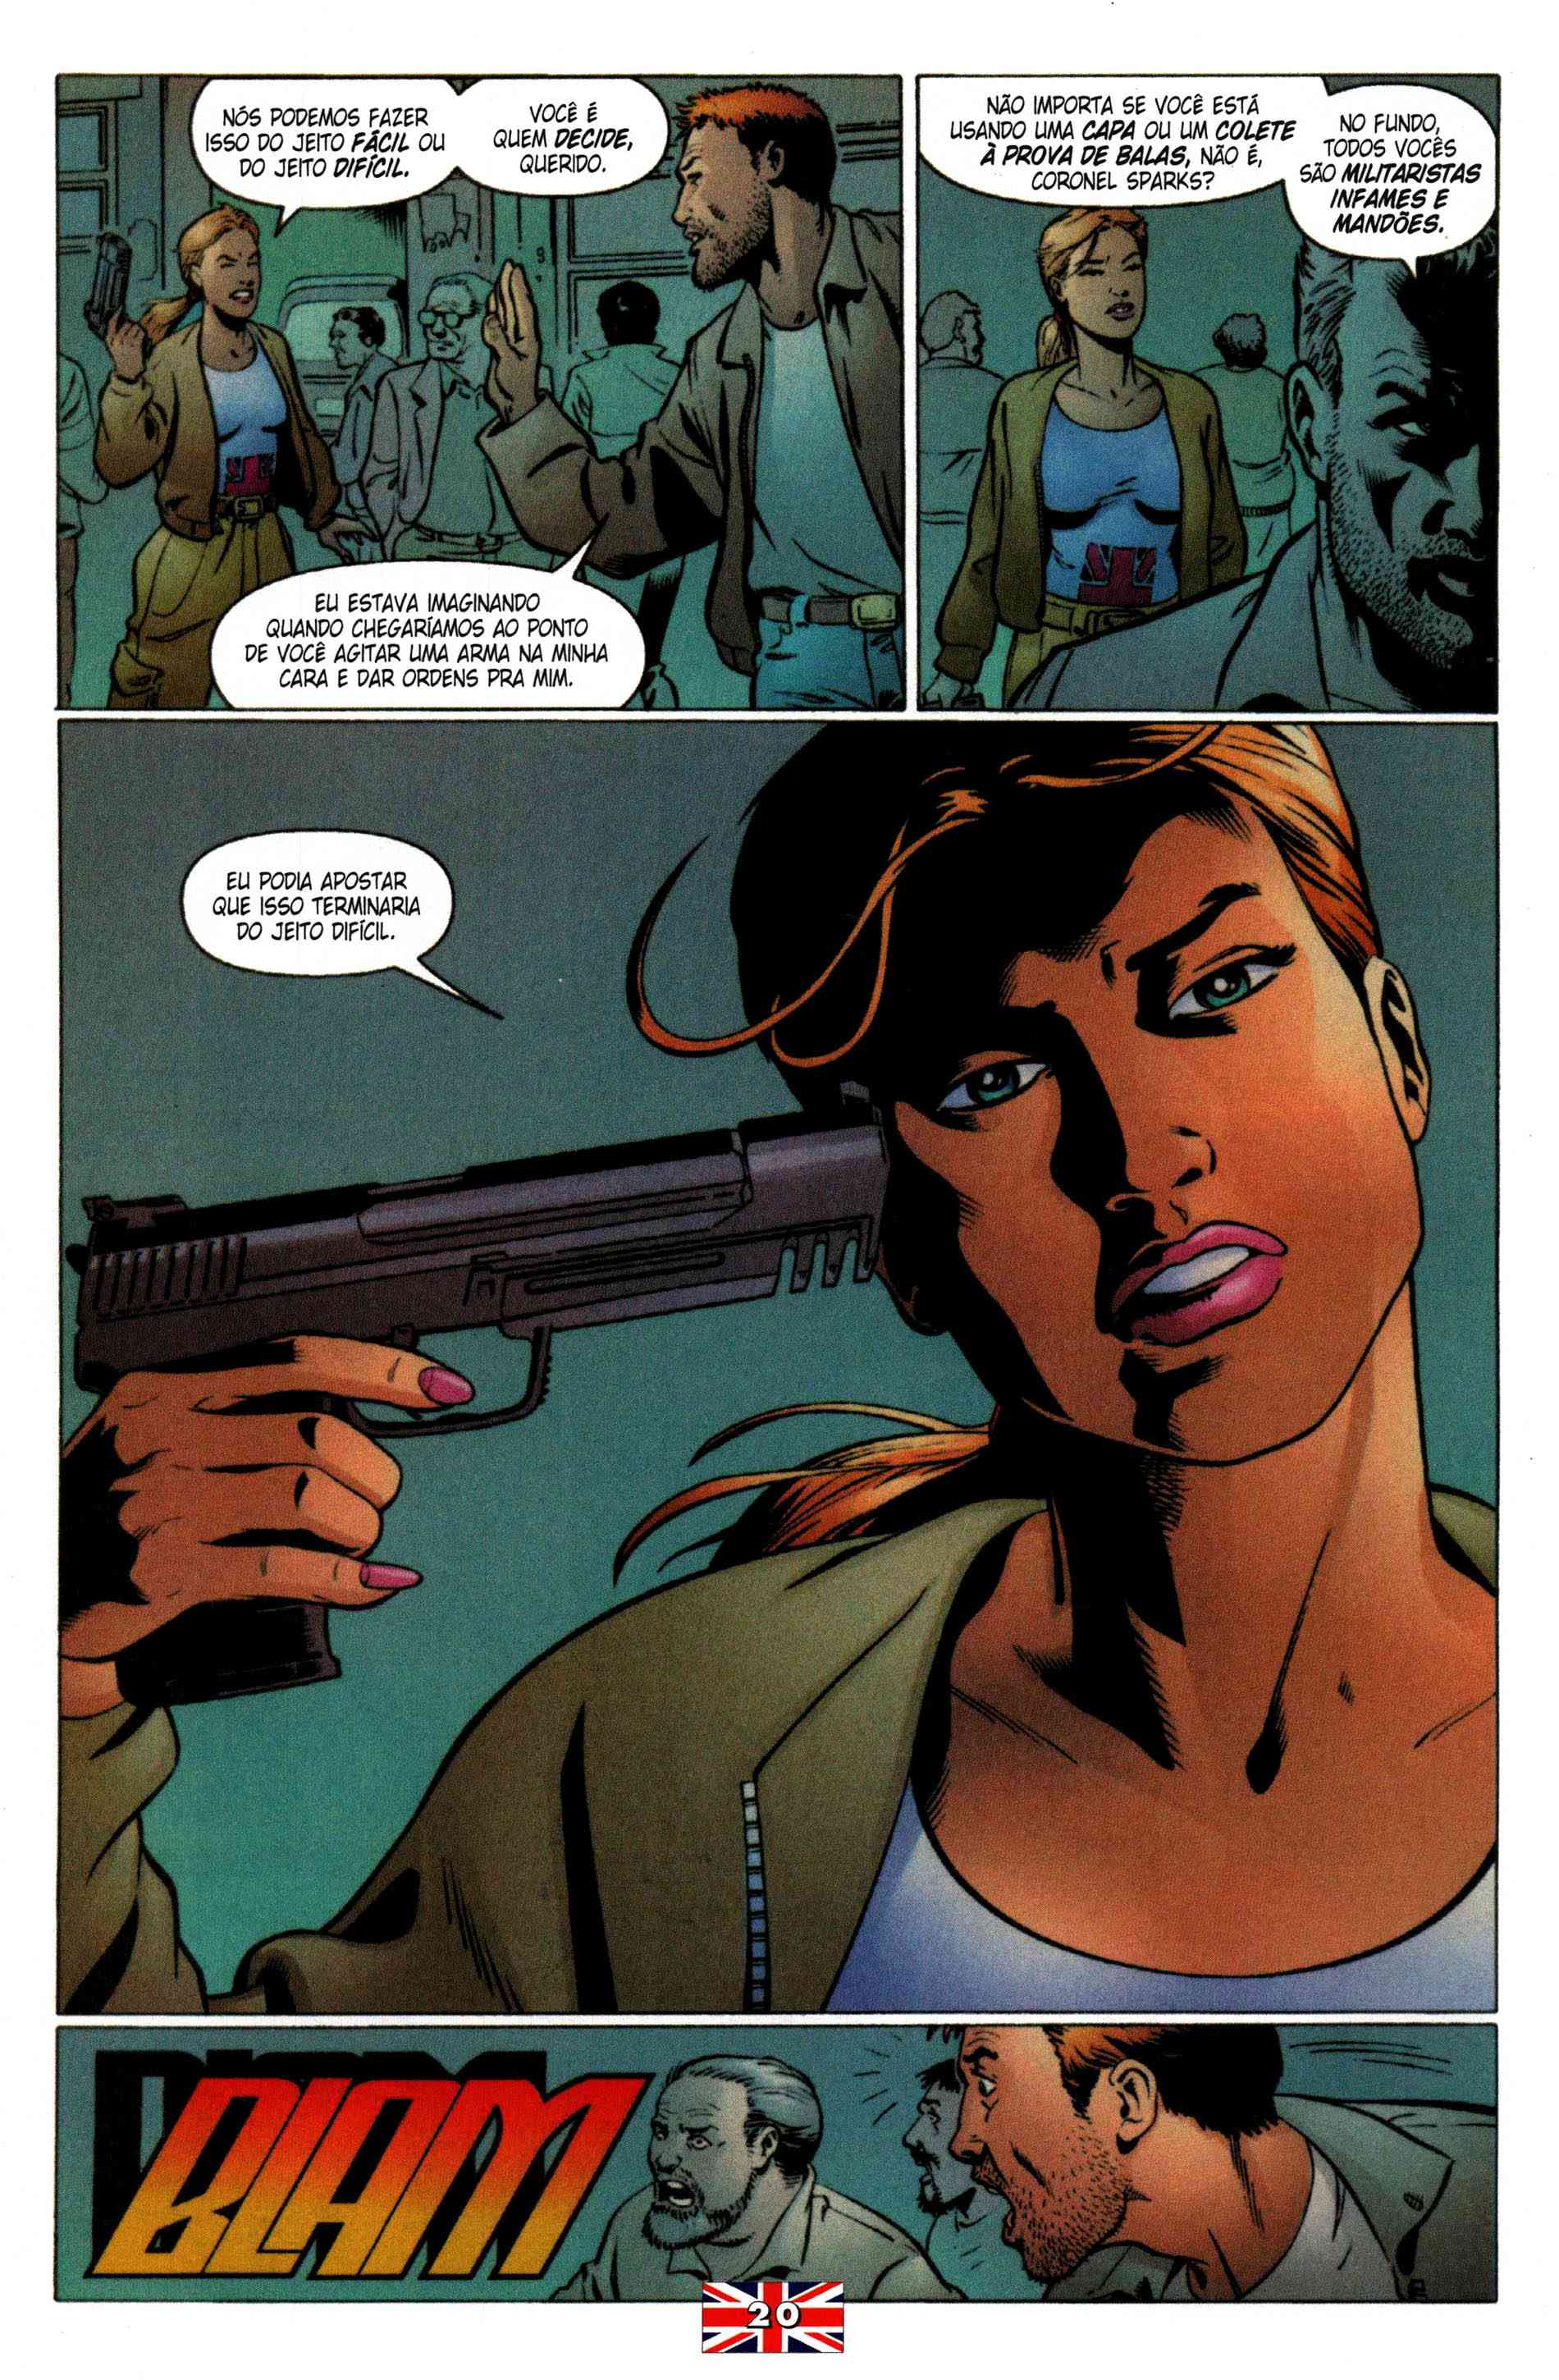 NÓS PODEMOS FAZER
ISSO DO JEITO FÁCIL OU
DO JEITO DIFÍCIL.
VOCÊ É
QUEM DECIDE,
QUERIDO.
EU ESTAVA IMAGINANDO
QUANDO CHEGARÍAMOS AO PONTO
DE VOCÊ AGITAR UMA ARMA NA MINHA
CARA E DAR ORDENS PRA MIM.
NÃO IMPORTA SE VOCÊ ESTÁ
USANDO UMA CAPA OU UM COLETE
À PROVA DE BALAS, NÃO É,
CORONEL SPARKS?
NO FUNDO,
TODOS VOCÊS
SÃO MILITARISTAS
INFAMES E
MANDÕES.
EU PODIA APOSTAR
QUE ISSO TERMINARIA
DO JEITO DIFÍCIL.
BLAM
20